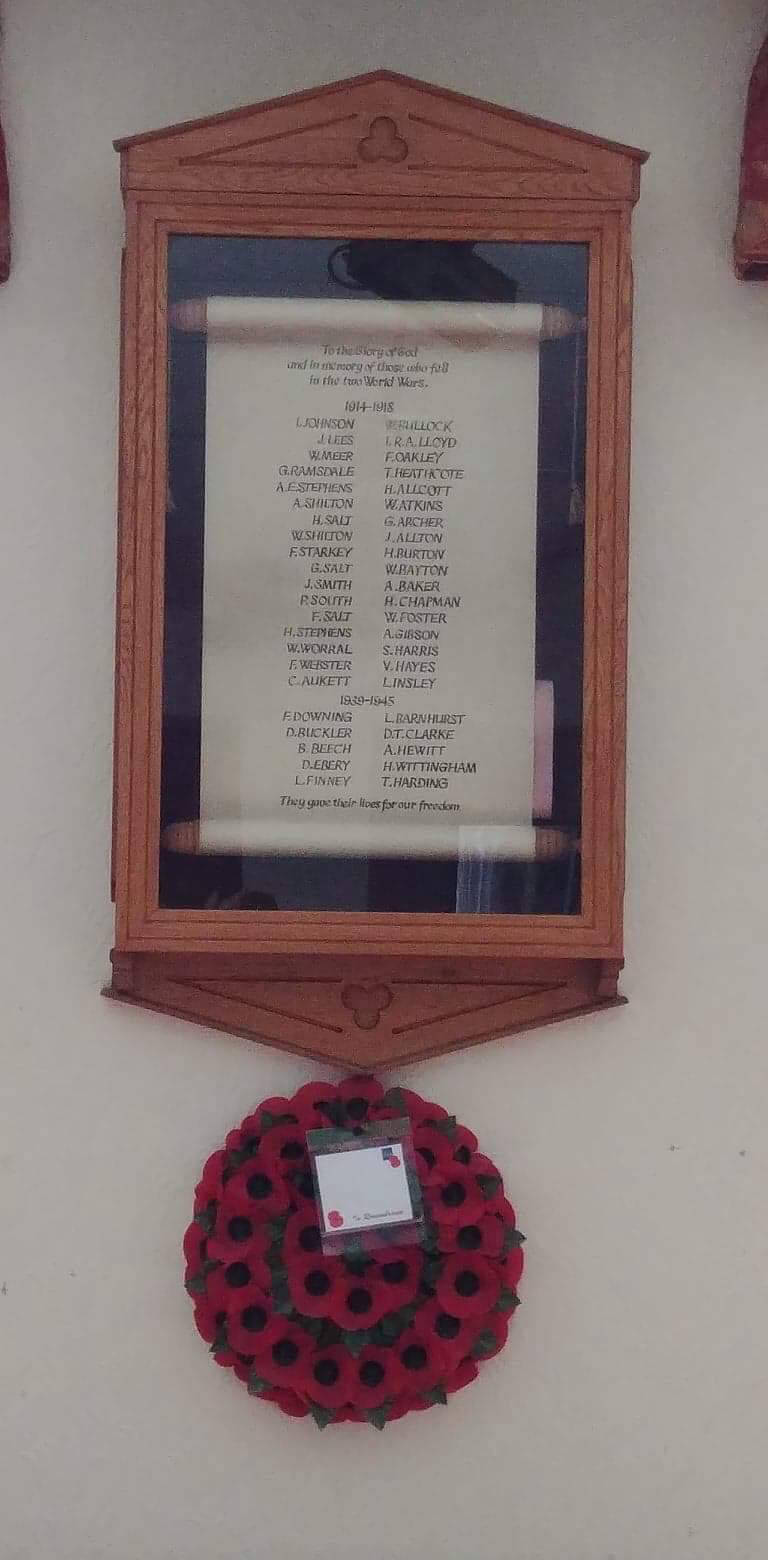 To the Glory of God
and in memory of those who fell
in the two World Wars.
1914-1918
I. JOHNSON W. BULLOCK
J. LEES I. R. A. LLOYD
W. MEER F. OAKLEY
G. RAMSDALE T. HEATHCOTE
A. E. STEPHENS H. ALLCOTT
A. SHILTON W. ATKINS
H. SALT G. ARCHER
W. SHILTON J. ALLTON
F. STARKEY H. BURTON
G. SALT W. BAYTON
J. SMITH A. BAKER
P. SOUTH H. CHAPMAN
F. SALT W. FOSTER
H. STEPHENS A. GIBSON
W. WORRAL S. HARRIS
F. WEBSTER V. HAYES
C. AUKETT L. INSLEY
1939-1945
F. DOWNING L. BARNHURST
D. BUCKLER D. T. CLARKE
B. BEECH A. HEWITT
D. EBERY H. WITTINGHAM
L. FINNEY T. HARDING
They gave their lives for our freedom
In Remembrance